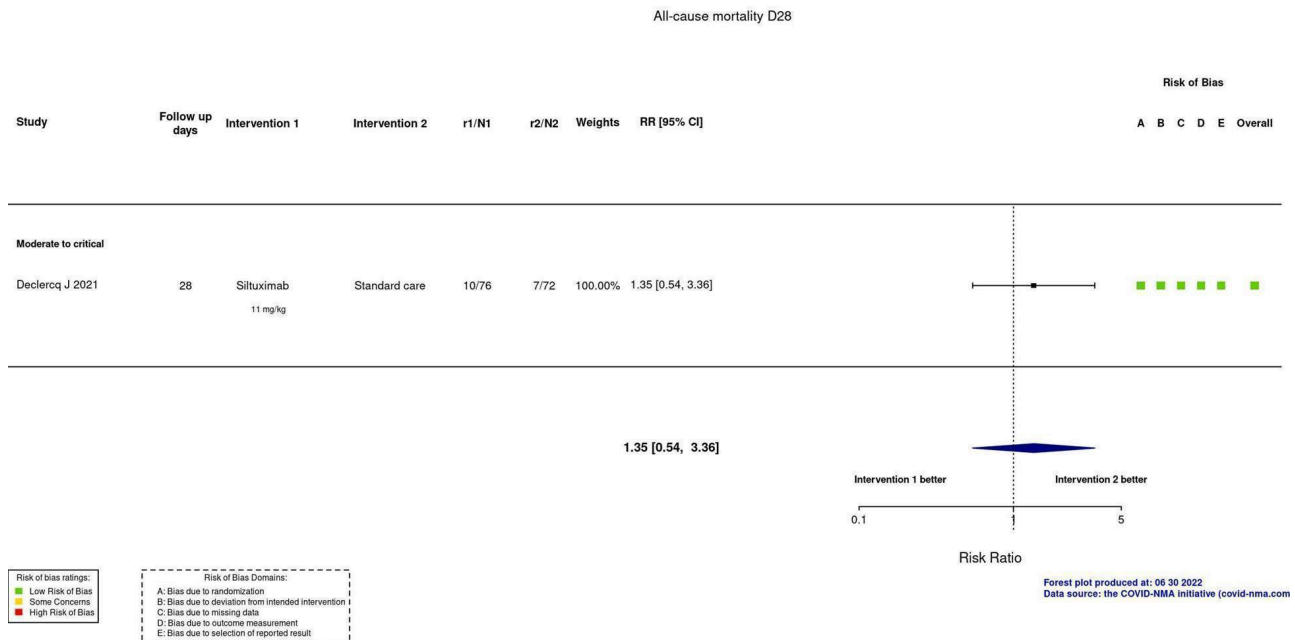 All-cause mortality D28
Risk of Bias
Study Follow up days Intervention 1 Intervention 2 r1/N1 r2/N2 Weights RR [95% CI] A B C D E Overall
Moderate to critical
Declercq J 2021 28 Siltuximab Standard care 10/76 7/72 100.00% 1.35 [0.54, 3.36]
11 mg/kg
1.35 [0.54, 3.36]
Intervention 1 better Intervention 2 better
0.1 1 5
Risk Ratio
Risk of bias ratings:
Low Risk of Bias
Some Concerns
High Risk of Bias
Risk of Bias Domains:
A: Bias due to randomization
B: Bias due to deviation from intended intervention
C: Bias due to missing data
D: Bias due to outcome measurement
E: Bias due to selection of reported result
Forest plot produced at: 06 30 2022
Data source: the COVID-NMA initiative (covid-nma.com